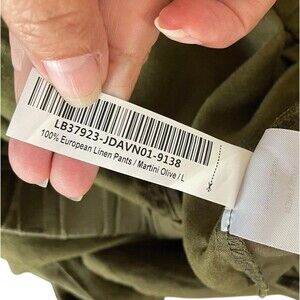 LB37923-JDAVN01-9138
100% European Linen Pants / Martini Olive / L